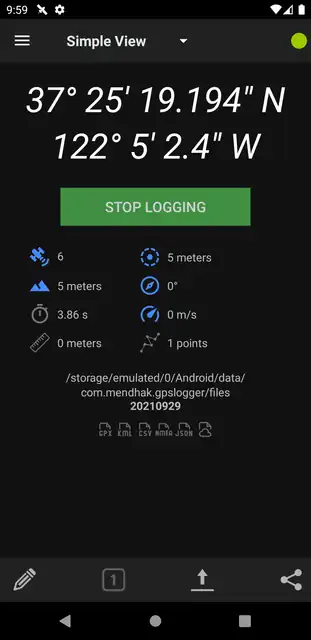 9:59
Simple View
37° 25' 19.194" N
122° 5' 2.4" W
STOP LOGGING
6
5 meters
5 meters
0°
3.86 s
0 m/s
0 meters
1 points
/storage/emulated/0/Android/data/
com.mendhak.gpslogger/files
20210929
GPX KML CSV NMEA JSON
1